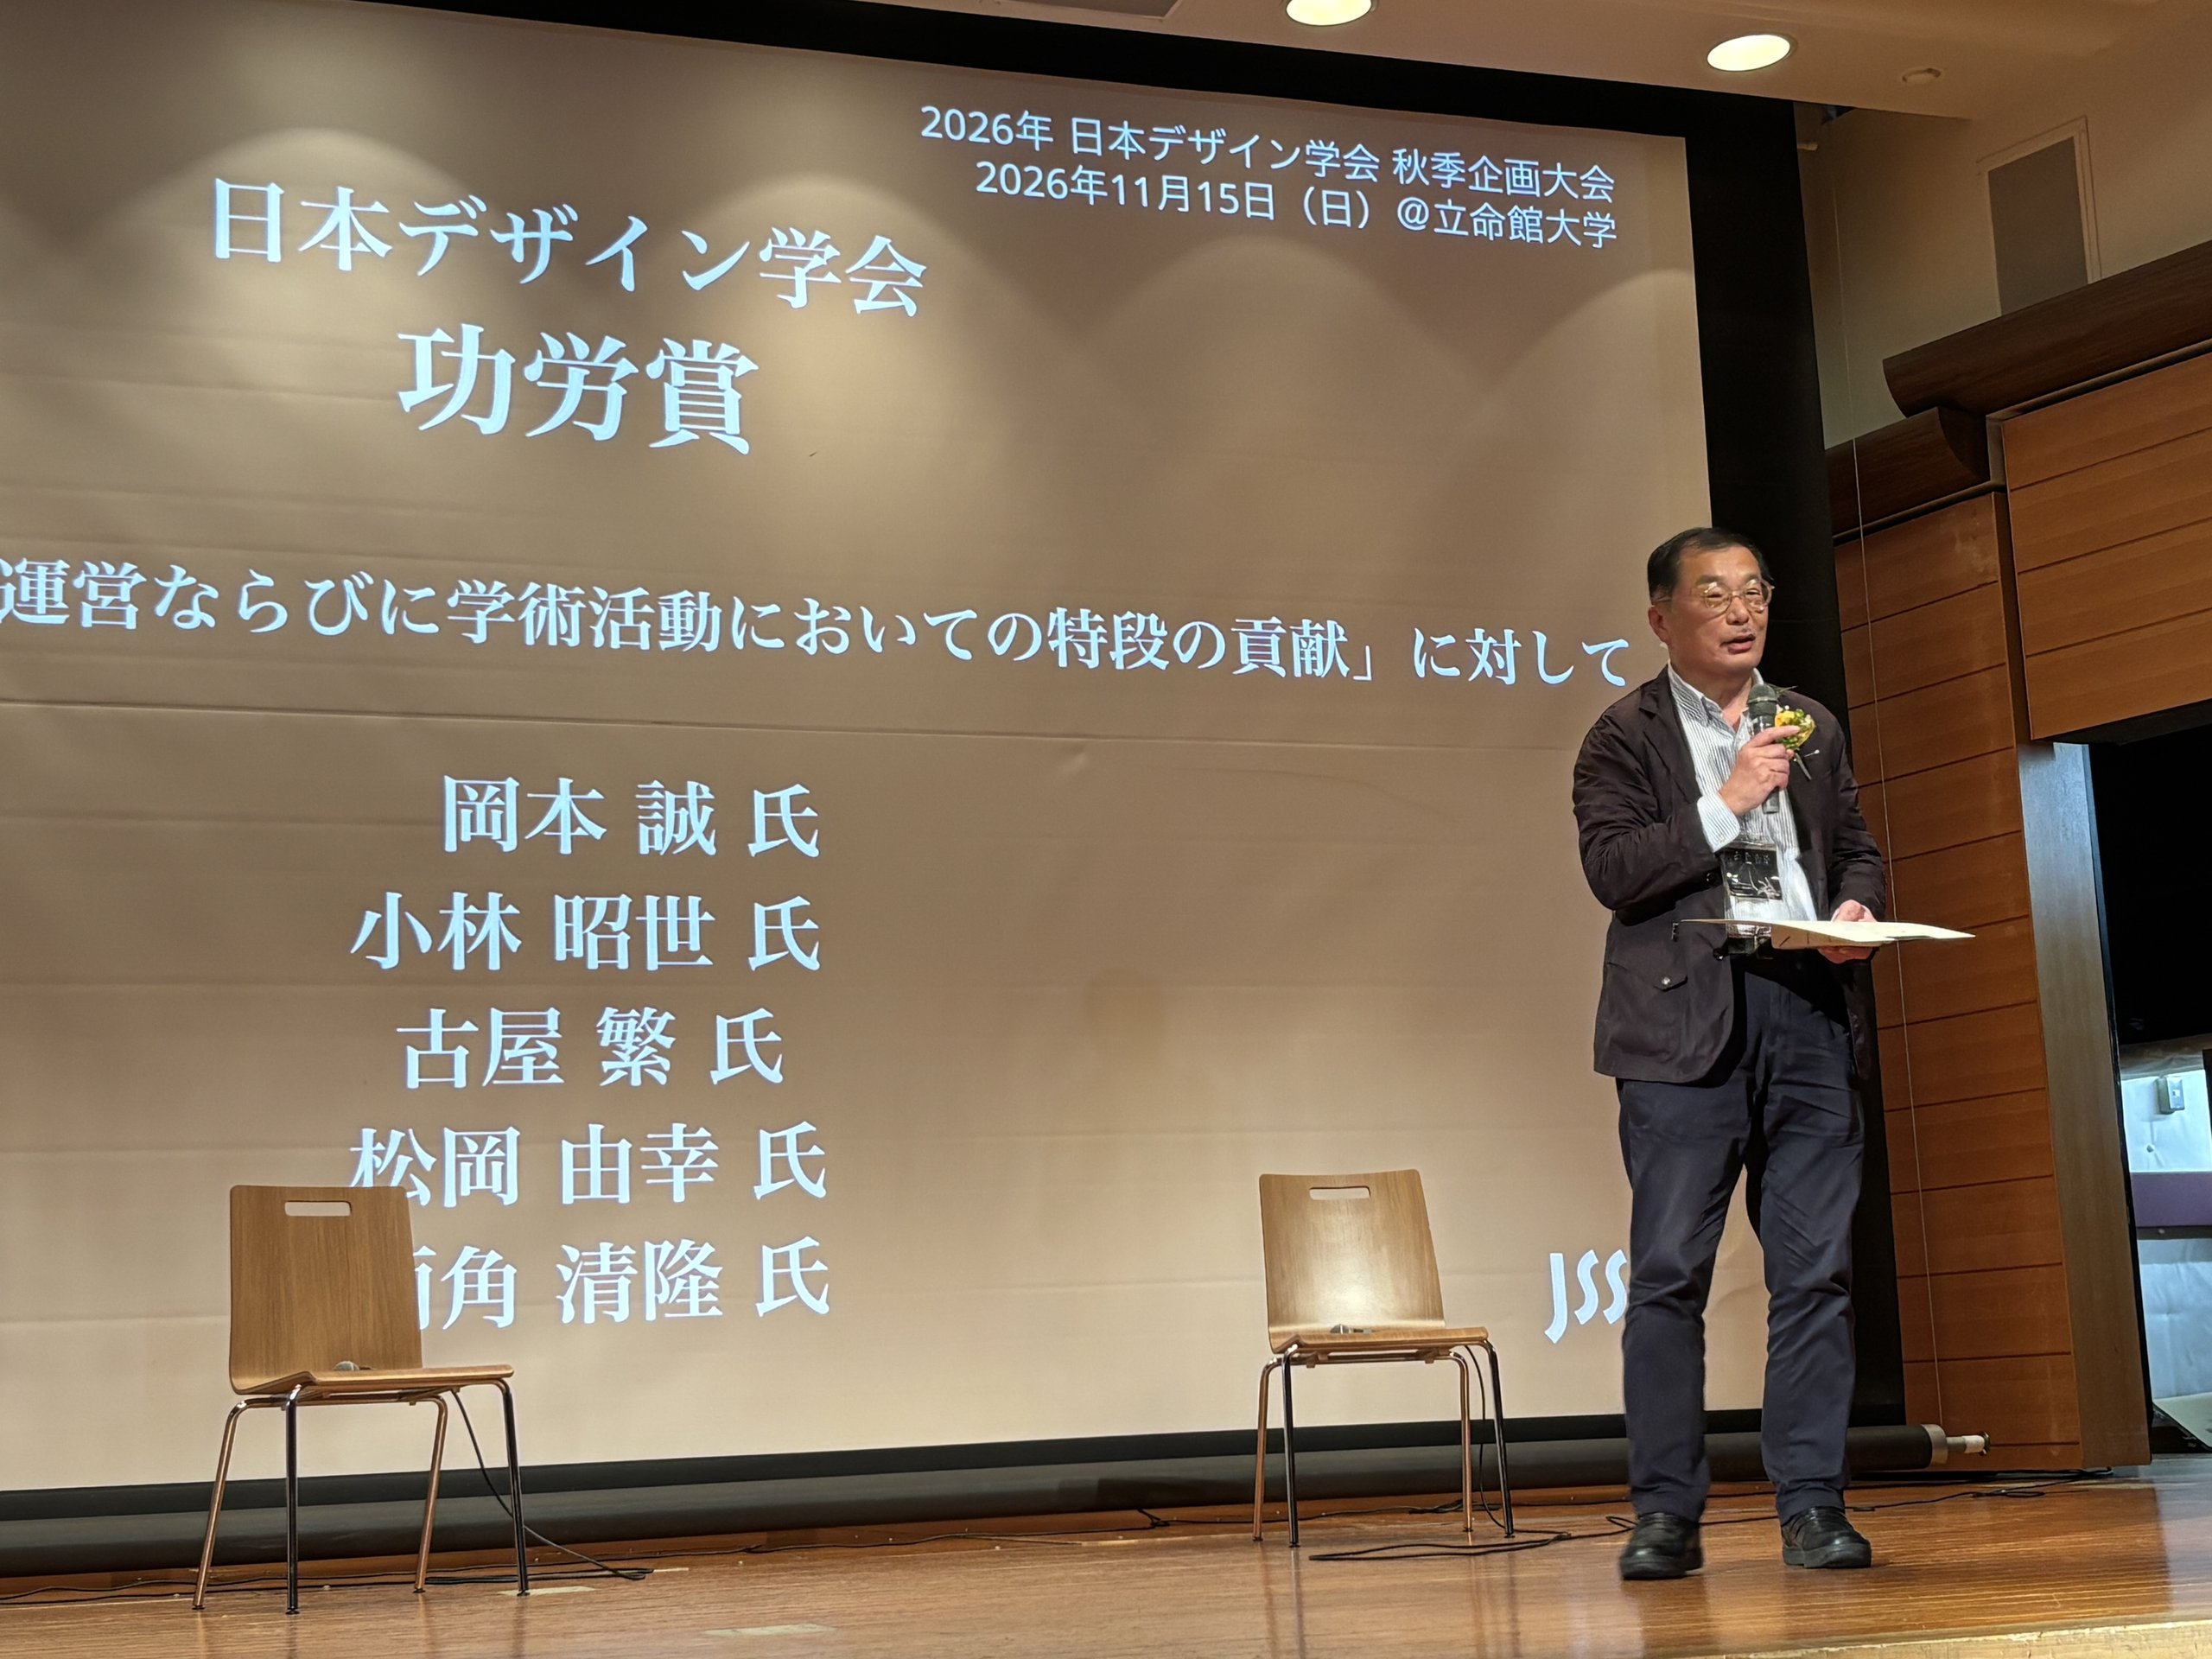 2026年 日本デザイン学会 秋季企画大会
2026年11月15日（日）@立命館大学
日本デザイン学会
功労賞
運営ならびに学術活動においての特段の貢献」に対して
岡本 誠 氏
小林 昭世 氏
古屋 繁 氏
松岡 由幸 氏
角 清隆 氏
JSS